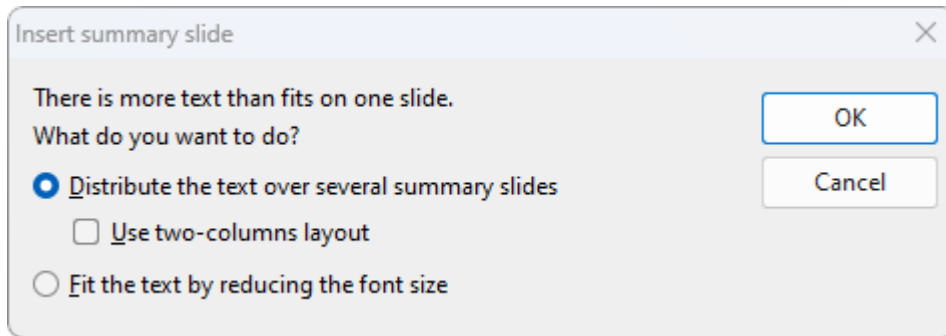 Insert summary slide
There is more text than fits on one slide.
What do you want to do?
OK
Distribute the text over several summary slides
Cancel
Use two-columns layout
Fit the text by reducing the font size